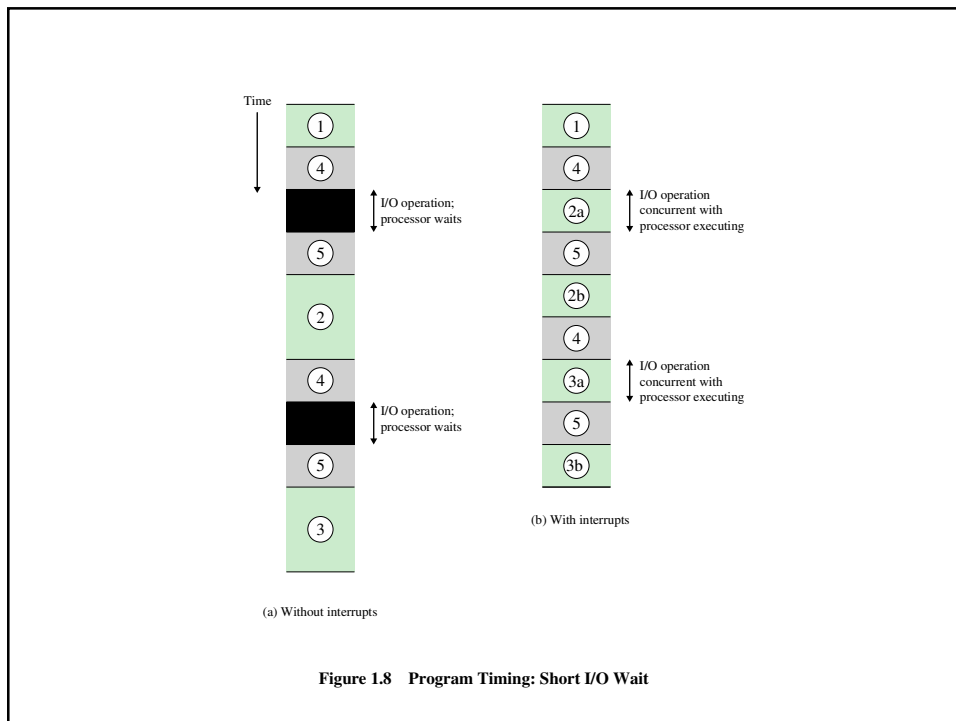 Time
1
4
I/O operation;
processor waits
5
2
4
I/O operation;
processor waits
5
3
(a) Without interrupts
1
4
2a
I/O operation
concurrent with
processor executing
5
2b
4
3a
I/O operation
concurrent with
processor executing
5
3b
(b) With interrupts
Figure 1.8 Program Timing: Short I/O Wait